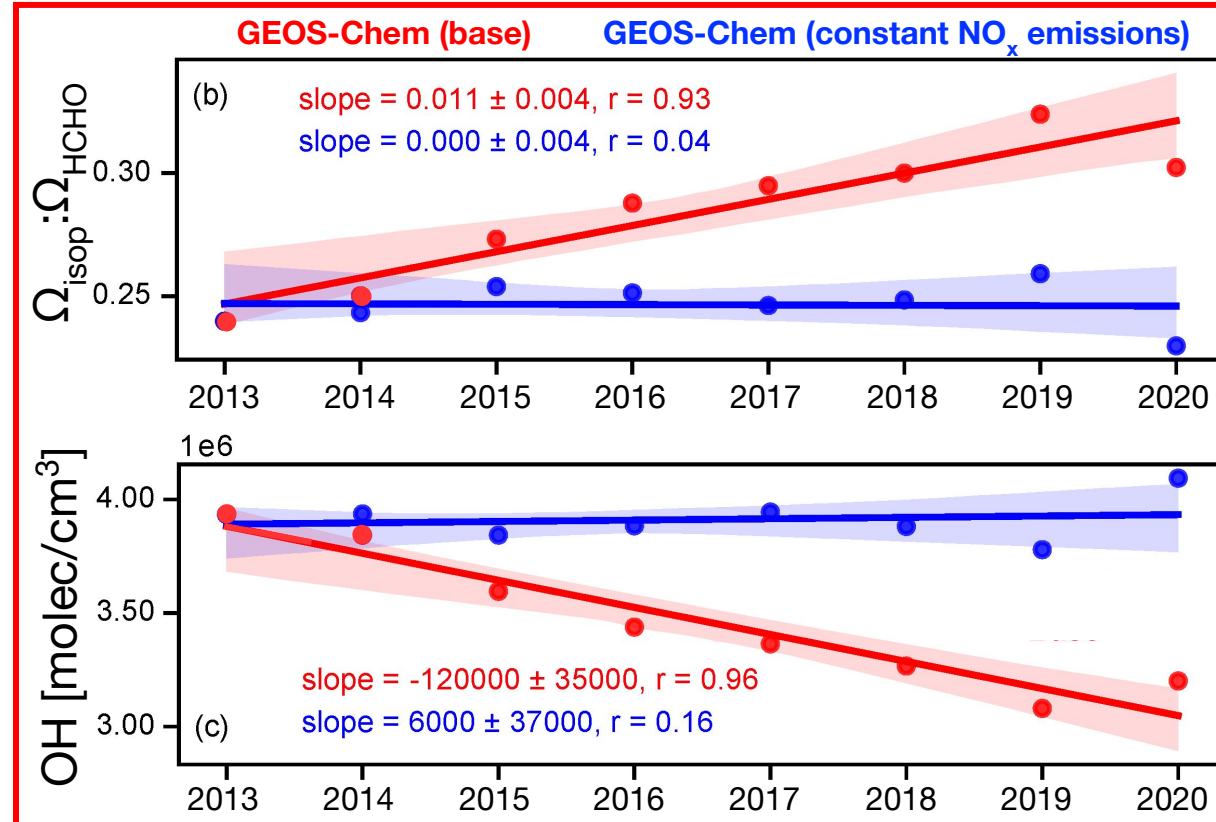 GEOS-Chem (base) GEOS-Chem (constant NOx emissions)
(b)
slope = 0.011 ± 0.004, r = 0.93
slope = 0.000 ± 0.004, r = 0.04
Ωisop:ΩHCHO
0.30
0.25
2013 2014 2015 2016 2017 2018 2019 2020
1e6
OH [molec/cm³]
4.00
3.50
3.00
slope = -120000 ± 35000, r = 0.96
slope = 6000 ± 37000, r = 0.16
(c)
2013 2014 2015 2016 2017 2018 2019 2020